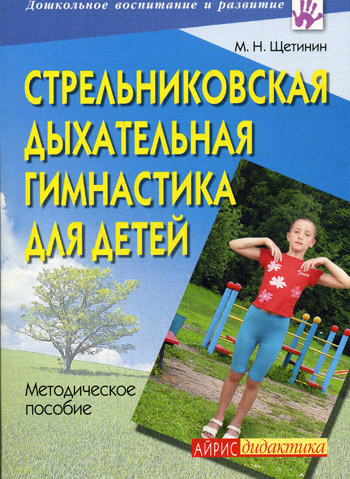 Дошкольное воспитание и развитие
М. Н. Щетинин
СТРЕЛЬНИКОВСКАЯ
ДЫХАТЕЛЬНАЯ
ГИМНАСТИКА
ДЛЯ ДЕТЕЙ
Методическое
пособие
АЙРИС дидактика